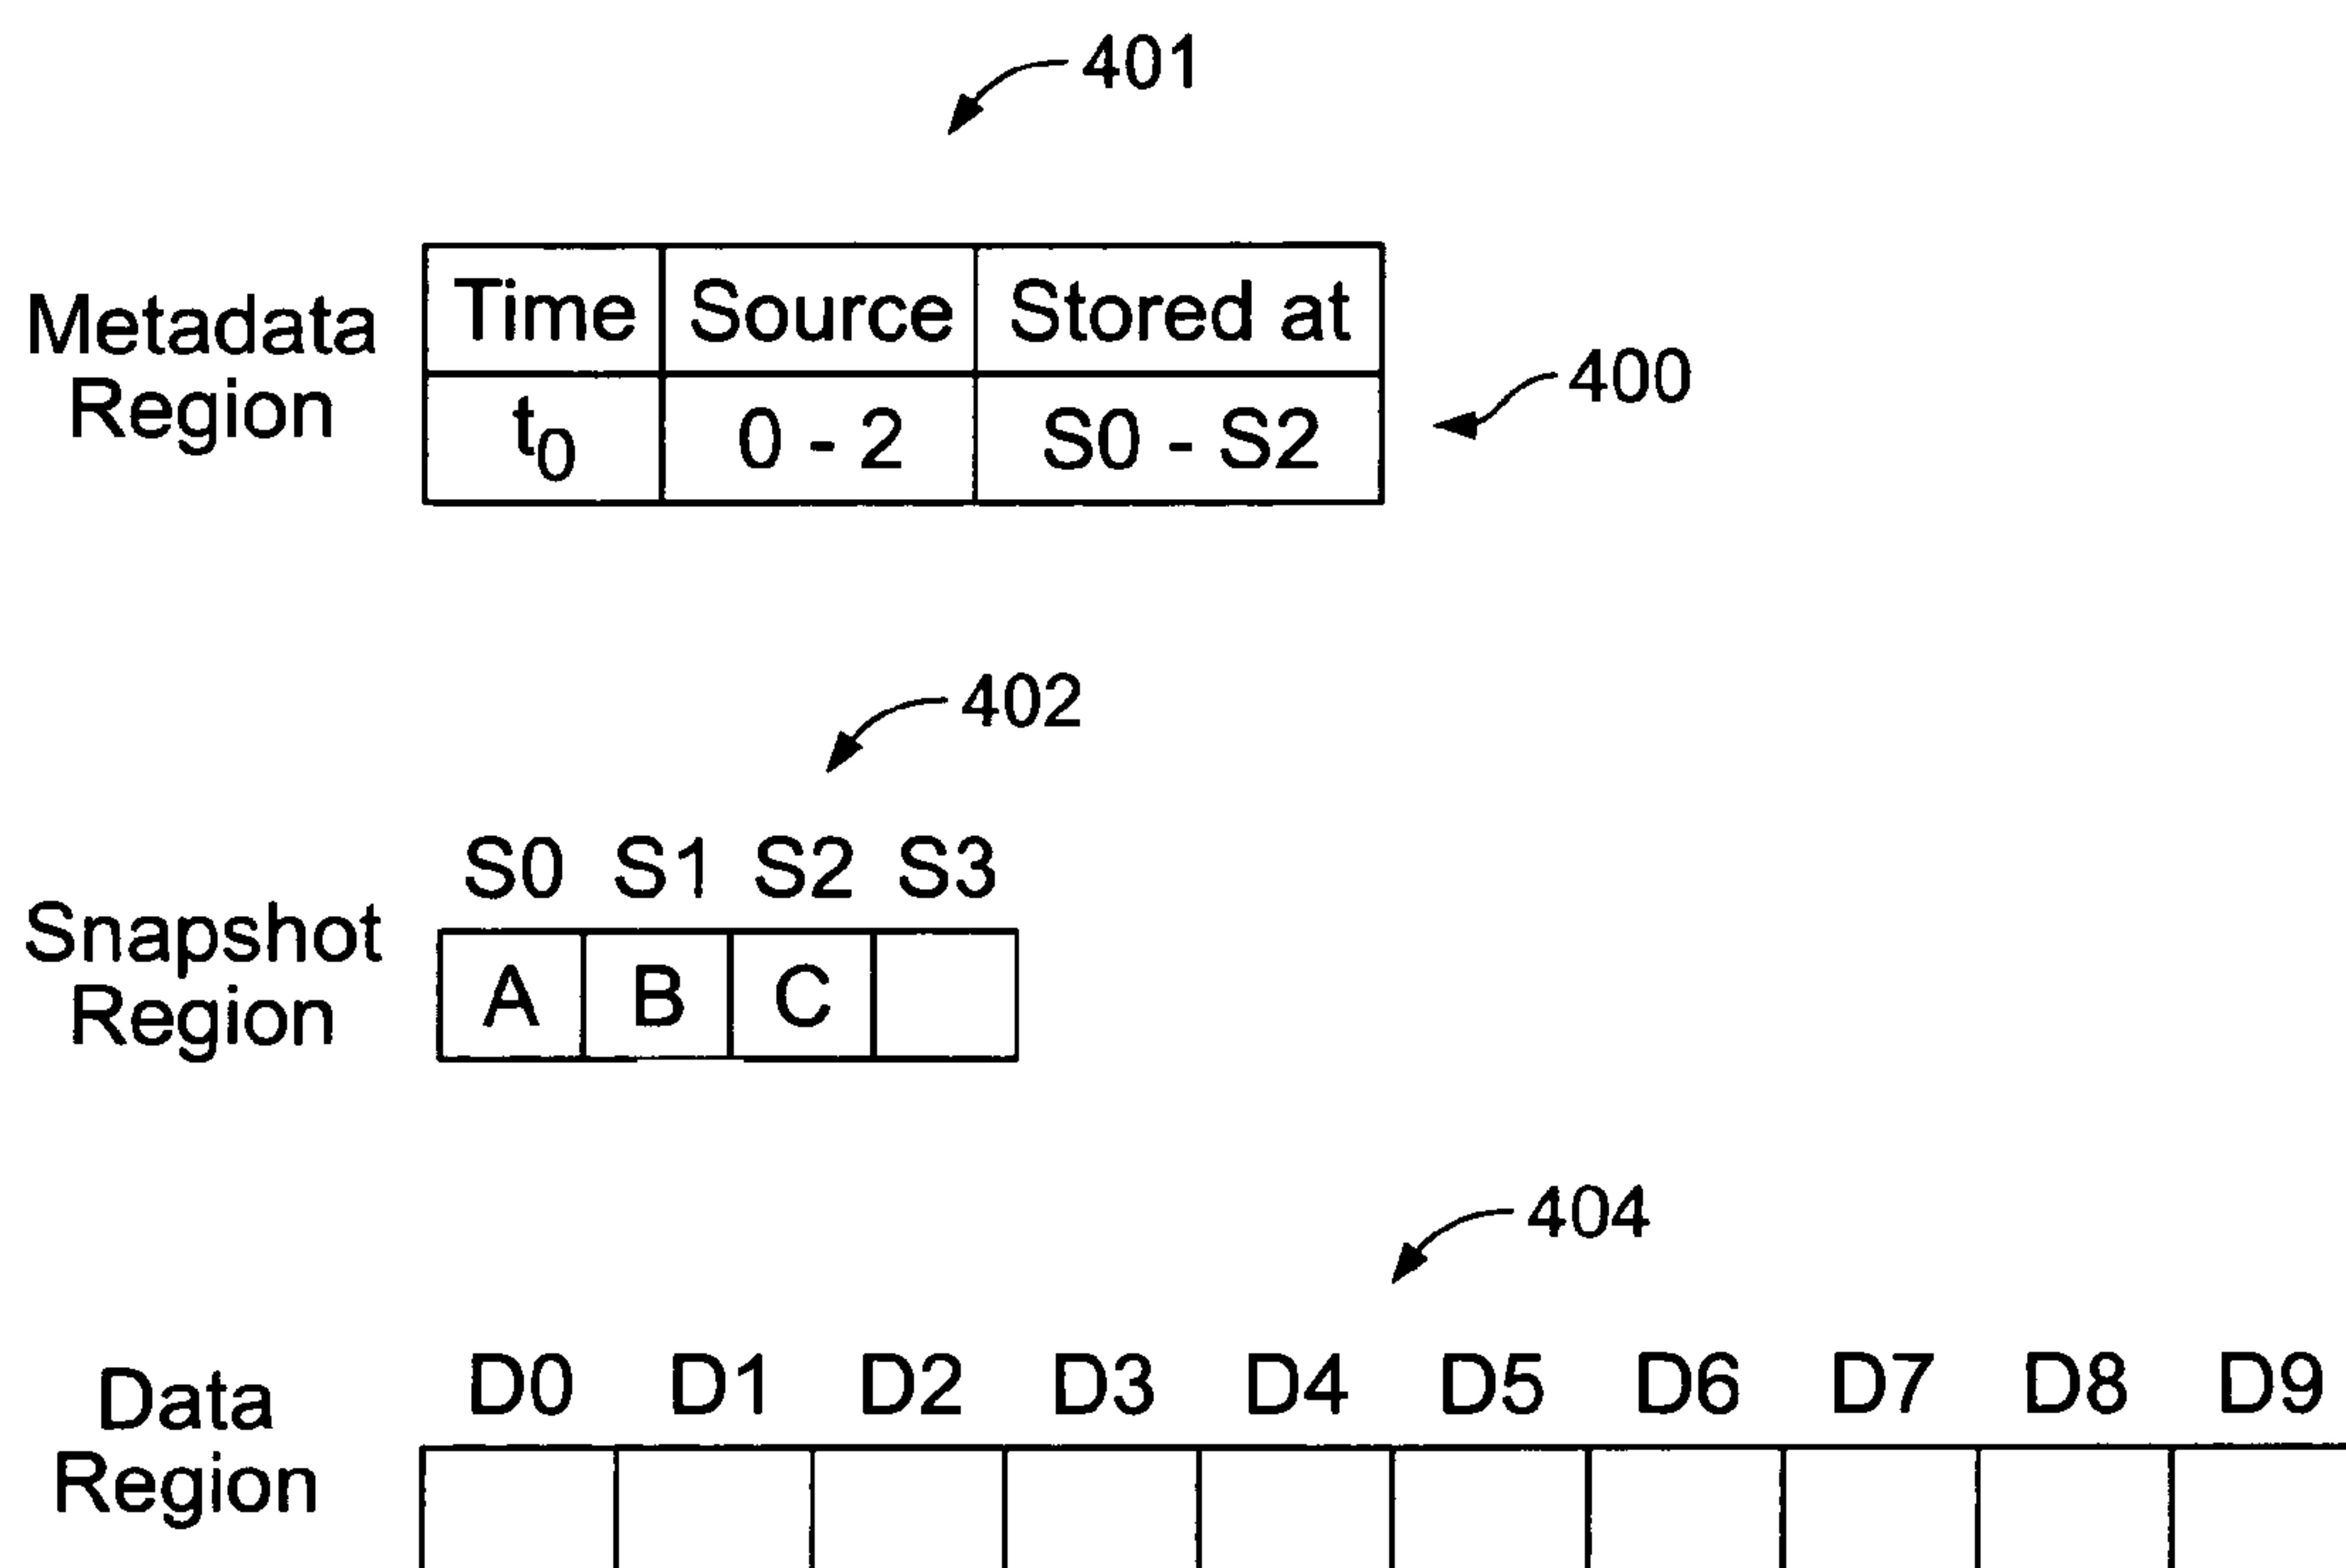 401
Metadata Region
Time Source Stored at
t0 0 - 2 S0 - S2
400
402
S0 S1 S2 S3
Snapshot Region
A B C
404
D0 D1 D2 D3 D4 D5 D6 D7 D8 D9
Data Region